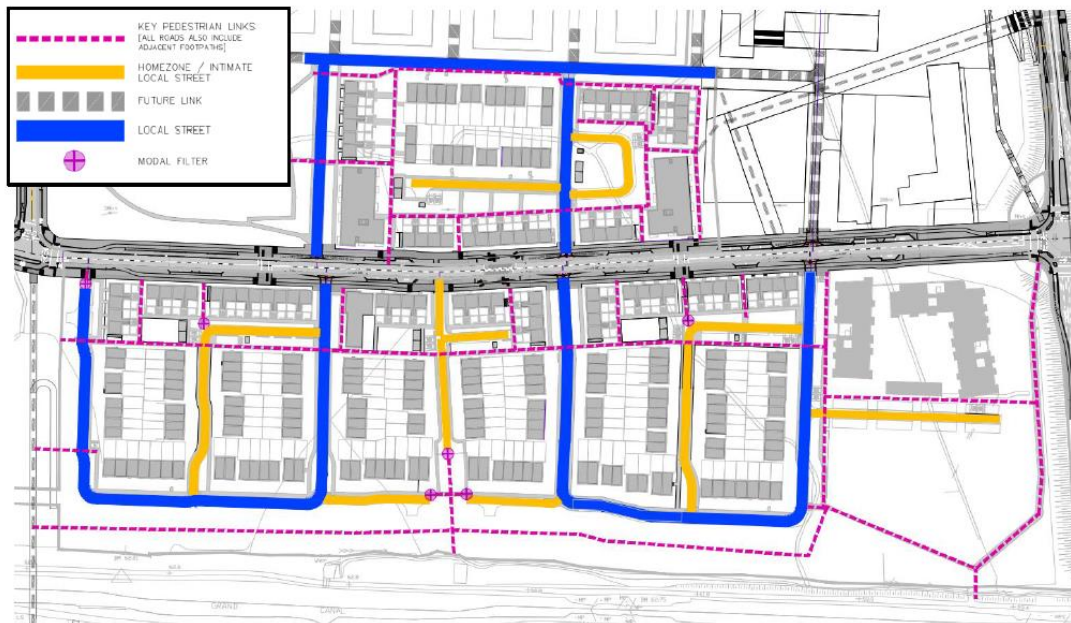 KEY PEDESTRIAN LINKS
[ALL ROADS ALSO INCLUDE
ADJACENT FOOTPATHS]
HOMEZONE / INTIMATE
LOCAL STREET
FUTURE LINK
LOCAL STREET
MODAL FILTER
GRAND
CANAL